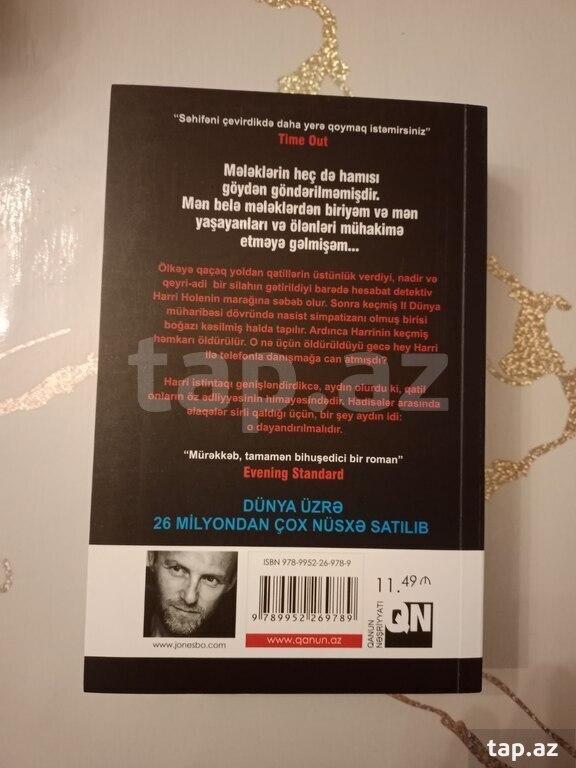 “Səhifəni çevirdikdə daha yerə qoymaq istəmirsiniz”
Time Out
Mələklərin heç də hamısı
göydən göndərilməmişdir.
Mən belə mələklərdən biriyəm və mən
yaşayanları və ölənləri mühakimə
etməyə gəlmişəm...
Ölkəyə qaçaq yoldan qatillərin üstünlük verdiyi, nadir və
qeyri-adi bir silahın gətirildiyi barədə hesabat detektiv
Harri Holenin marağına səbəb olur. Sonra keçmiş II Dünya
müharibəsi dövründə nasist simpatizanı olmuş birisi
boğazı kəsilmiş halda tapılır. Ardınca Harrinin keçmiş
həmkarı öldürülür. O nə üçün öldürüldüyü gecə hey Harri
ilə telefonla danışmağa can atmışdı?
Harri istintaqı genişləndirdikcə, aydın olurdu ki, qatil
onların öz ədliyyəsinin himayəsindədir. Hadisələr arasında
əlaqələr sirli qaldığı üçün, bir şey aydın idi:
o dayandırılmalıdır.
tap.az
“Mürəkkəb, tamamən bihuşedici bir roman”
Evening Standard
DÜNYA ÜZRƏ
26 MİLYONDAN ÇOX NÜSXƏ SATILIB
ISBN 978-9952-26-978-9
9 789952 269789
www.qanun.az
www.jonesbo.com
11.49 ₼
QANUN
NƏŞRİYYATI
QN
tap.az